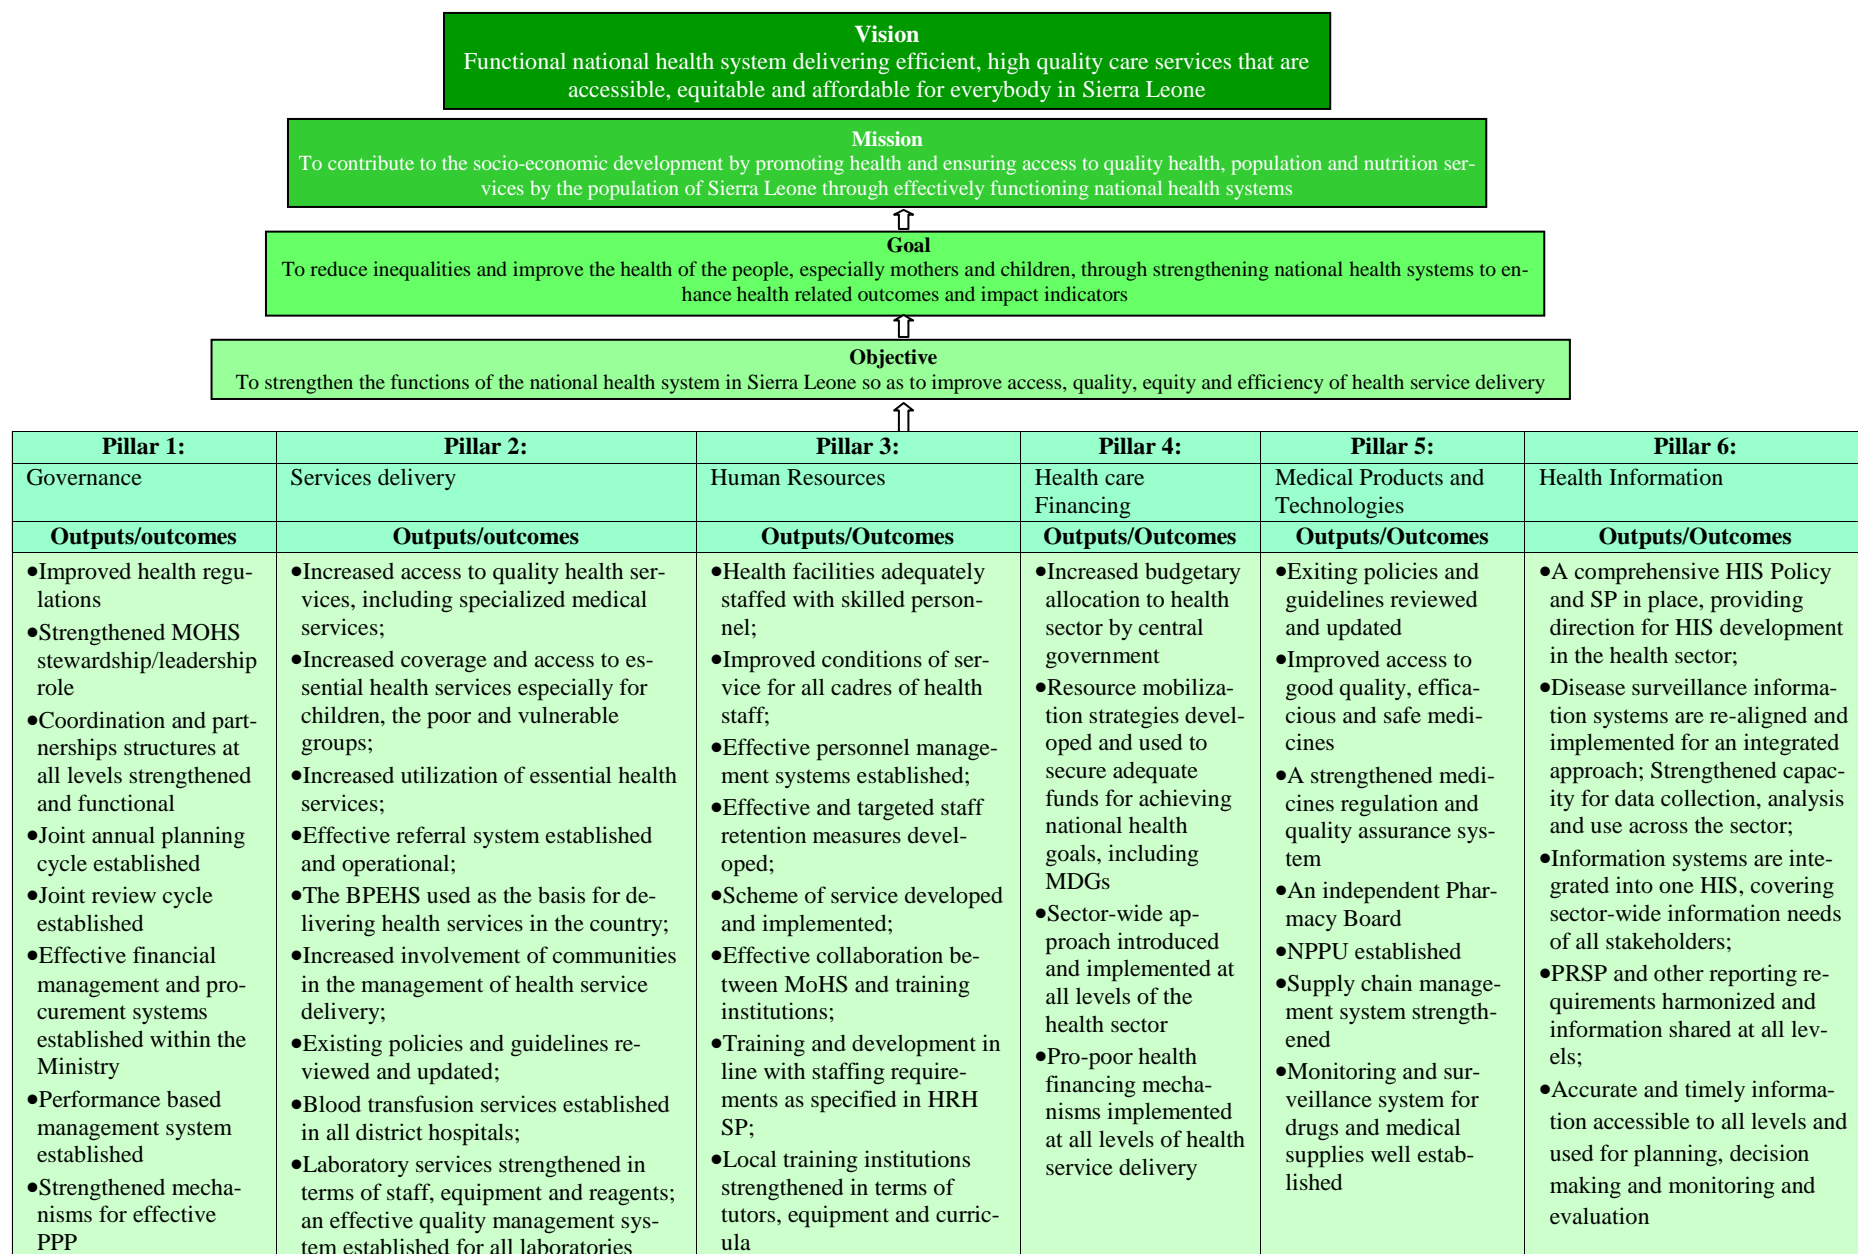 Vision
Functional national health system delivering efficient, high quality care services that are
accessible, equitable and affordable for everybody in Sierra Leone
Mission
To contribute to the socio-economic development by promoting health and ensuring access to quality health, population and nutrition ser-
vices by the population of Sierra Leone through effectively functioning national health systems
Goal
To reduce inequalities and improve the health of the people, especially mothers and children, through strengthening national health systems to en-
hance health related outcomes and impact indicators
Objective
To strengthen the functions of the national health system in Sierra Leone so as to improve access, quality, equity and efficiency of health service delivery
Pillar 1:
Governance
Outputs/outcomes
•Improved health regu-
lations
•Strengthened MOHS
stewardship/leadership
role
•Coordination and part-
nerships structures at
all levels strengthened
and functional
•Joint annual planning
cycle established
•Joint review cycle
established
•Effective financial
management and pro-
curement systems
established within the
Ministry
•Performance based
management system
established
•Strengthened mecha-
nisms for effective
PPP
Pillar 2:
Services delivery
Outputs/outcomes
•Increased access to quality health ser-
vices, including specialized medical
services;
•Increased coverage and access to es-
sential health services especially for
children, the poor and vulnerable
groups;
•Increased utilization of essential health
services;
•Effective referral system established
and operational;
•The BPEHS used as the basis for de-
livering health services in the country;
•Increased involvement of communities
in the management of health service
delivery;
•Existing policies and guidelines re-
viewed and updated;
•Blood transfusion services established
in all district hospitals;
•Laboratory services strengthened in
terms of staff, equipment and reagents;
an effective quality management sys-
tem established for all laboratories
Pillar 3:
Human Resources
Outputs/Outcomes
•Health facilities adequately
staffed with skilled person-
nel;
•Improved conditions of ser-
vice for all cadres of health
staff;
•Effective personnel manage-
ment systems established;
•Effective and targeted staff
retention measures devel-
oped;
•Scheme of service developed
and implemented;
•Effective collaboration be-
tween MoHS and training
institutions;
•Training and development in
line with staffing require-
ments as specified in HRH
SP;
•Local training institutions
strengthened in terms of
tutors, equipment and curric-
ula
Pillar 4:
Health care
Financing
Outputs/Outcomes
•Increased budgetary
allocation to health
sector by central
government
•Resource mobiliza-
tion strategies devel-
oped and used to
secure adequate
funds for achieving
national health
goals, including
MDGs
•Sector-wide ap-
proach introduced
and implemented at
all levels of the
health sector
•Pro-poor health
financing mecha-
nisms implemented
at all levels of health
service delivery
Pillar 5:
Medical Products and
Technologies
Outputs/Outcomes
•Exiting policies and
guidelines reviewed
and updated
•Improved access to
good quality, effica-
cious and safe medi-
cines
•A strengthened medi-
cines regulation and
quality assurance sys-
tem
•An independent Phar-
macy Board
•NPPU established
•Supply chain manage-
ment system strength-
ened
•Monitoring and sur-
veillance system for
drugs and medical
supplies well estab-
lished
Pillar 6:
Health Information
Outputs/Outcomes
•A comprehensive HIS Policy
and SP in place, providing
direction for HIS development
in the health sector;
•Disease surveillance informa-
tion systems are re-aligned and
implemented for an integrated
approach; Strengthened capac-
ity for data collection, analysis
and use across the sector;
•Information systems are inte-
grated into one HIS, covering
sector-wide information needs
of all stakeholders;
•PRSP and other reporting re-
quirements harmonized and
information shared at all lev-
els;
•Accurate and timely informa-
tion accessible to all levels and
used for planning, decision
making and monitoring and
evaluation